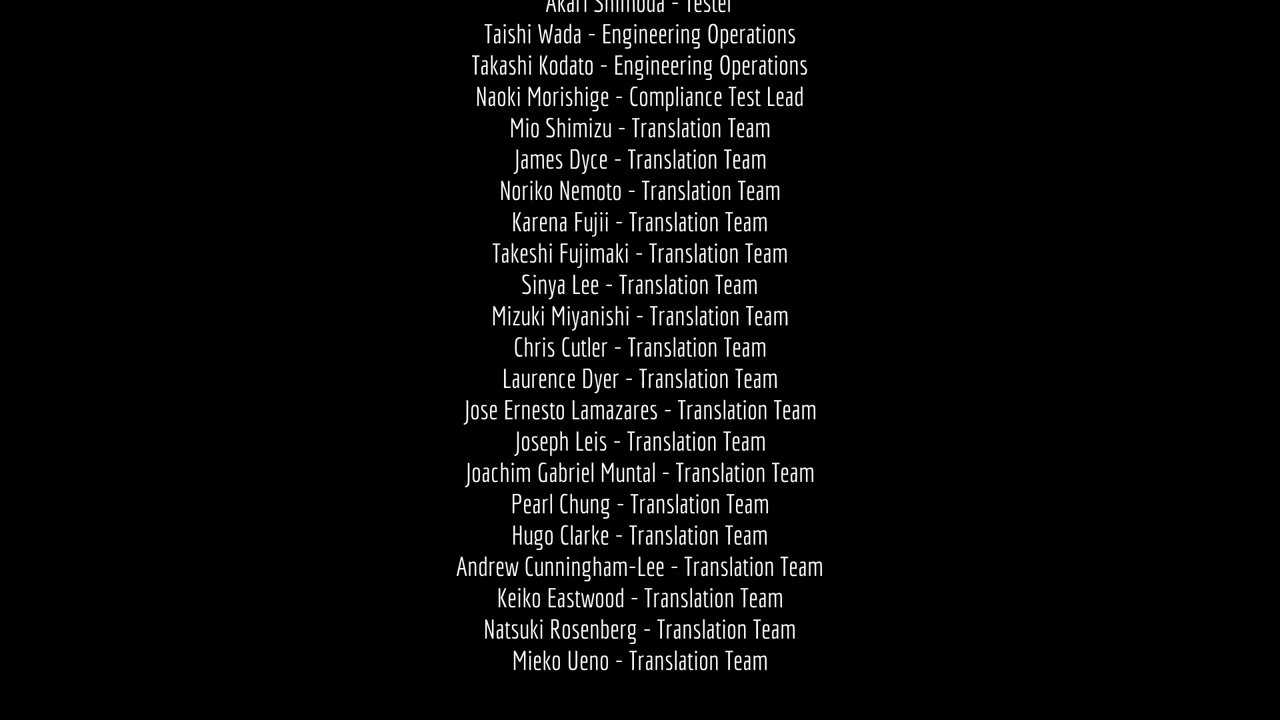 Akari Shimoda - Tester
Taishi Wada - Engineering Operations
Takashi Kodato - Engineering Operations
Naoki Morishige - Compliance Test Lead
Mio Shimizu - Translation Team
James Dyce - Translation Team
Noriko Nemoto - Translation Team
Karena Fujii - Translation Team
Takeshi Fujimaki - Translation Team
Sinya Lee - Translation Team
Mizuki Miyanishi - Translation Team
Chris Cutler - Translation Team
Laurence Dyer - Translation Team
Jose Ernesto Lamazares - Translation Team
Joseph Leis - Translation Team
Joachim Gabriel Muntal - Translation Team
Pearl Chung - Translation Team
Hugo Clarke - Translation Team
Andrew Cunningham-Lee - Translation Team
Keiko Eastwood - Translation Team
Natsuki Rosenberg - Translation Team
Mieko Ueno - Translation Team